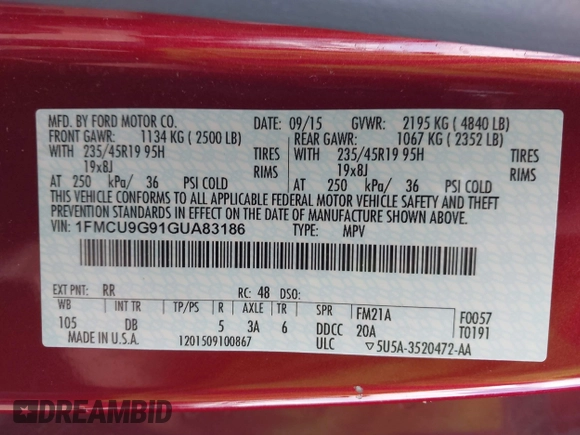 MFD. BY FORD MOTOR CO. DATE: 09/15 GVWR: 2195 KG ( 4840 LB)
FRONT GAWR: 1134 KG ( 2500 LB) REAR GAWR: 1067 KG ( 2352 LB)
WITH 235/45R19 95H TIRES WITH 235/45R19 95H TIRES
19x8J RIMS 19x8J RIMS
AT 250 kPa/ 36 PSI COLD AT 250 kPa/ 36 PSI COLD
THIS VEHICLE CONFORMS TO ALL APPLICABLE FEDERAL MOTOR VEHICLE SAFETY AND BUMPER
AND THEFT PREVENTION STANDARDS IN EFFECT ON THE DATE OF MANUFACTURE SHOWN ABOVE.
VIN: 1FMCU9G91GUA83186 TYPE: MPV
EXT PNT: RR RC: 48 DSO:
WB INT TR TP/PS R AXLE TR SPR FM21A F0057
105 DB 5 3A 6 DDCC 20A T0191
MADE IN U.S.A. 1201509100867 ULC ▽5U5A-3520472-AA
DREAMBID